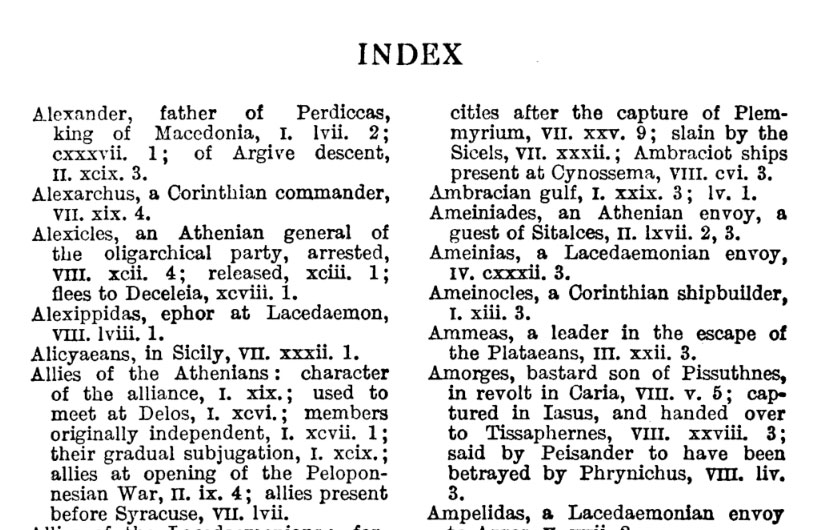 INDEX
Alexander, father of Perdiccas,
king of Macedonia, I. lvii. 2;
cxxxvii. 1; of Argive descent,
II. xcix. 3.
Alexarchus, a Corinthian commander,
VII. xix. 4.
Alexicles, an Athenian general of
the oligarchical party, arrested,
VIII. xcii. 4; released, xciii. 1;
flees to Deceleia, xcviii. 1.
Alexippidas, ephor at Lacedaemon,
VIII. lviii. 1.
Alicyaeans, in Sicily, VII. xxxii. 1.
Allies of the Athenians: character
of the alliance, I. xix.; used to
meet at Delos, I. xcvi.; members
originally independent, I. xcvii. 1;
their gradual subjugation, I. xcix.;
allies at opening of the Pelopon-
nesian War, II. ix. 4; allies present
before Syracuse, VII. lvii.
cities after the capture of Plem-
myrium, VII. xxv. 9; slain by the
Sicels, VII. xxxii.; Ambraciot ships
present at Cynossema, VIII. cvi. 3.
Ambracian gulf, I. xxix. 3; lv. 1.
Ameiniades, an Athenian envoy, a
guest of Sitalces, II. lxvii. 2, 3.
Ameinias, a Lacedaemonian envoy,
IV. cxxxii. 3.
Ameinocles, a Corinthian shipbuilder,
I. xiii. 3.
Ammeas, a leader in the escape of
the Plataeans, III. xxii. 3.
Amorges, bastard son of Pissuthnes,
in revolt in Caria, VIII. v. 5; cap-
tured in Iasus, and handed over
to Tissaphernes, VIII. xxviii. 3;
said by Peisander to have been
betrayed by Phrynichus, VIII. liv.
3.
Ampelidas, a Lacedaemonian envoy